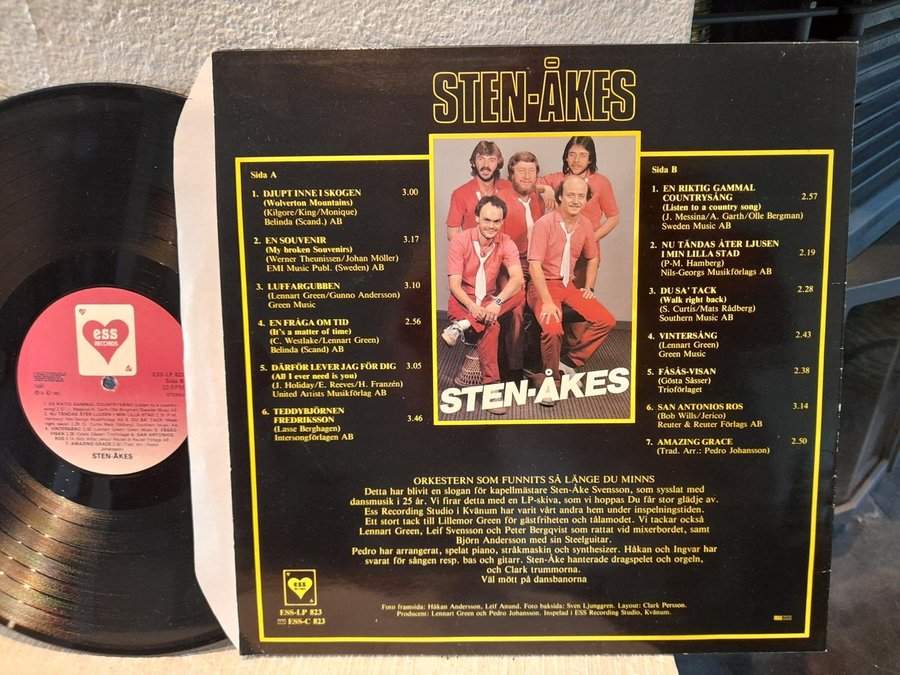 STEN-ÅKES
Sida A
1. DJUPT INNE I SKOGEN 3.00
(Wolverton Mountains)
(Kilgore/King/Monique)
Belinda (Scand.) AB
2. EN SOUVENIR 3.17
(My broken Souvenirs)
(Werner Theunissen/Johan Möller)
EMI Music Publ. (Sweden) AB
3. LUFFARGUBBEN 3.10
(Lennart Green/Gunno Andersson)
Green Music
4. EN FRÅGA OM TID 2.56
(It's a matter of time)
(C. Westlake/Lennart Green)
Belinda (Scand) AB
5. DÄRFÖR LEVER JAG FÖR DIG 3.05
(All I ever need is you)
(J. Holiday/E. Reeves/H. Franzén)
United Artists Musikförlag AB
6. TEDDYBJÖRNEN
FREDRIKSSON 3.46
(Lasse Berghagen)
Intersongförlagen AB
STEN-ÅKES
Sida B
1. EN RIKTIG GAMMAL
COUNTRYSÅNG 2.57
(Listen to a country song)
(J. Messina/A. Garth/Olle Bergman)
Sweden Music AB
2. NU TÄNDAS ÅTER LJUSEN
I MIN LILLA STAD 2.19
(P-M. Hamberg)
Nils-Georgs Musikförlags AB
3. DU SA' TACK 2.28
(Walk right back)
(S. Curtis/Mats Rådberg)
Southern Music AB
4. VINTERSÅNG 2.43
(Lennart Green)
Green Music
5. FÅSÅS-VISAN 2.38
(Gösta Såsser)
Trioförlaget
6. SAN ANTONIOS ROS 3.14
(Bob Wills/Jerico)
Reuter & Reuter Förlags AB
7. AMAZING GRACE 2.50
(Trad. Arr.: Pedro Johansson)
ORKESTERN SOM FUNNITS SÅ LÄNGE DU MINNS
Detta har blivit en slogan för kapellmästare Sten-Åke Svensson, som sysslat med
dansmusik i 25 år. Vi firar detta med en LP-skiva, som vi hoppas Du får stor glädje av.
Ess Recording Studio i Kvänum har varit vårt andra hem under inspelningstiden.
Ett stort tack till Lillemor Green för gästfriheten och tålamodet. Vi tackar också
Lennart Green, Leif Svensson och Peter Bergqvist som rattat vid mixerbordet, samt
Björn Andersson med sin Steelguitar.
Pedro har arrangerat, spelat piano, stråkmaskin och synthesizer. Håkan och Ingvar har
svarat för sången resp. bas och gitarr. Sten-Åke hanterade dragspelet och orgeln,
och Clark trummorna.
Väl mött på dansbanorna
ess
ESS-LP 823
ESS-C 823
Foto framsida: Håkan Andersson, Leif Anund. Foto baksida: Sven Ljunggren. Layout: Clark Persson.
Producent: Lennart Green och Pedro Johansson. Inspelad i ESS Recording Studio, Kvänum.
ess
RECORDS
ESS-LP 823
Side B
33 RPM
STEREO
ncb
STEN-ÅKES